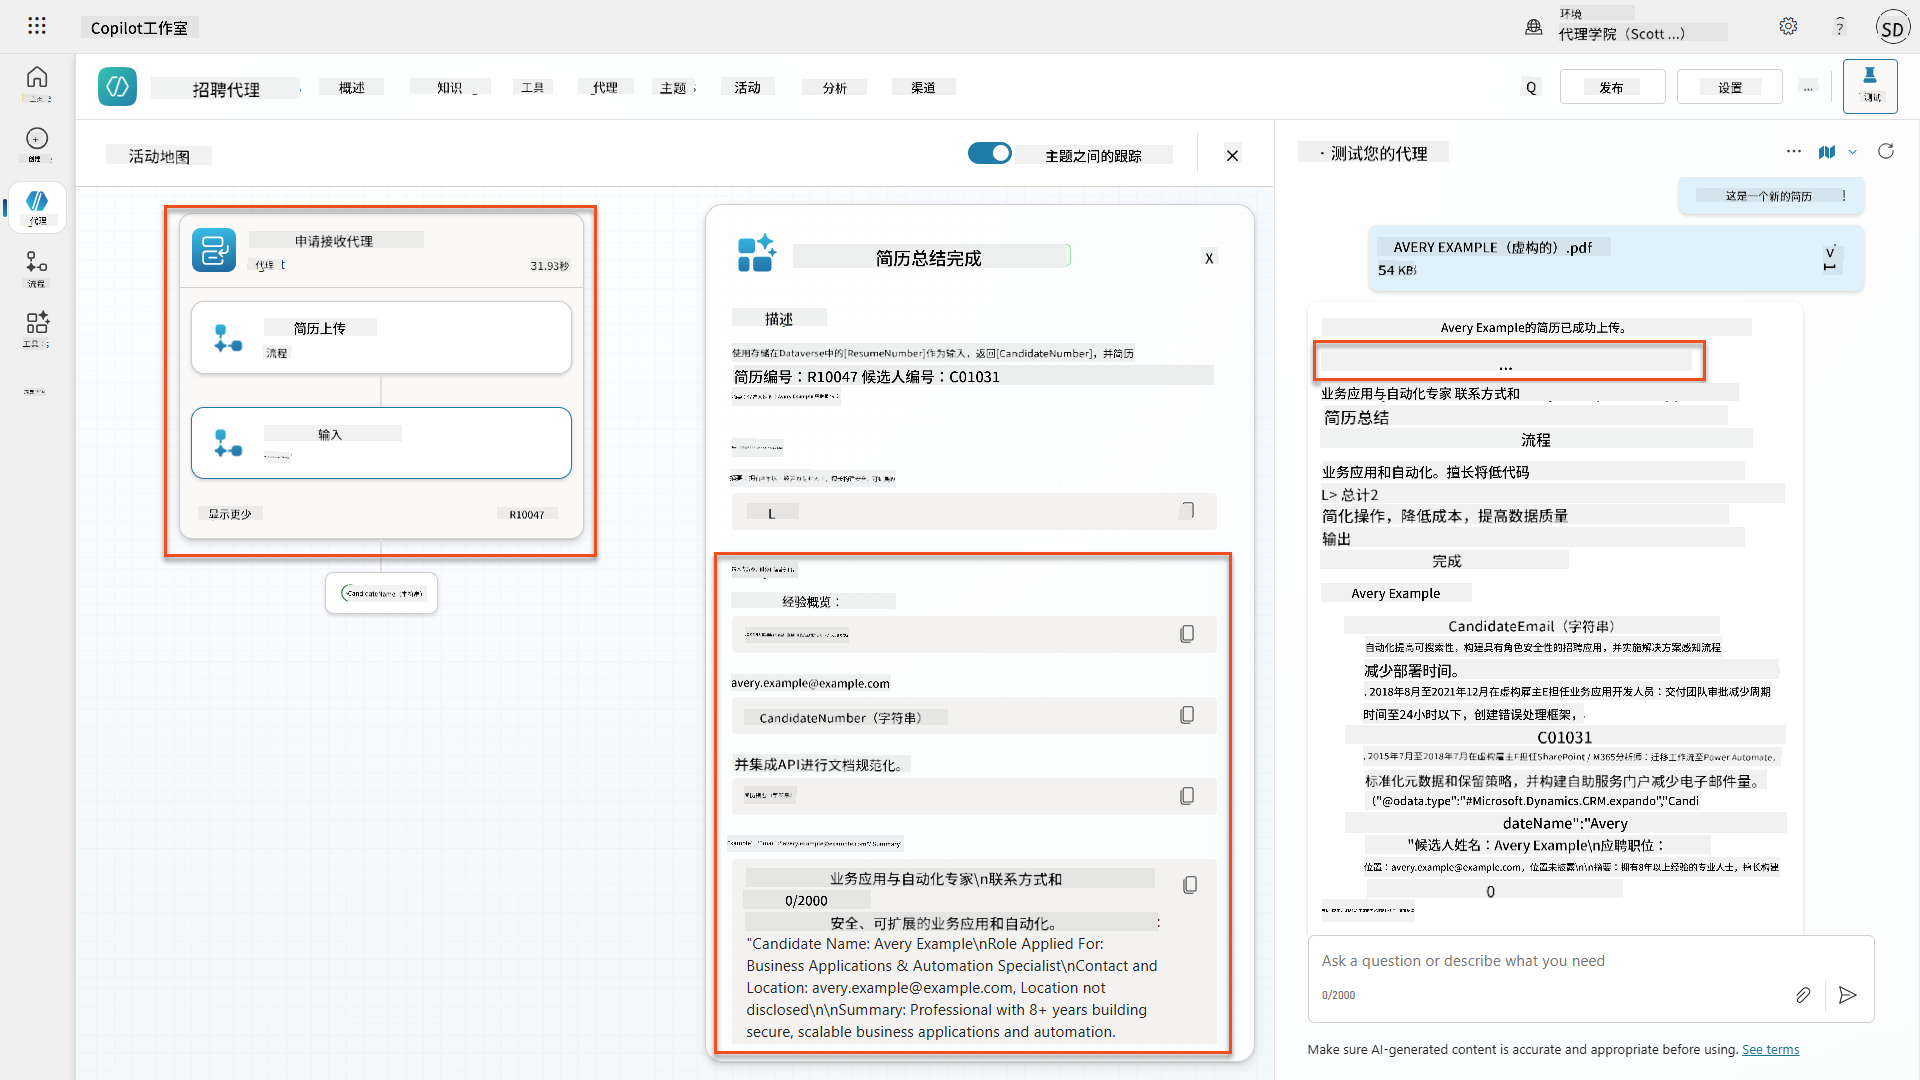 Copilot工作室
环境
代理学院（Scott ...）
SD
招聘代理
概述
知识
工具
代理
主题
活动
分析
渠道
Q
发布
设置
...
测试
代理
流程
工具
活动地图
主题之间的跟踪
申请接收代理
代理
31.93秒
简历上传
流程
输入
显示更少
R10047
CandidateName（字符串）
简历总结完成
X
描述
使用存储在Dataverse中的[ResumeNumber]作为输入，返回[CandidateNumber]，并简历
简历编号：R10047 候选人编号：C01031
L
经验概览：
avery.example@example.com
CandidateNumber（字符串）
并集成API进行文档规范化。
业务应用与自动化专家\n联系方式和
0/2000
安全、可扩展的业务应用和自动化。
"Candidate Name: Avery Example\nRole Applied For:
Business Applications & Automation Specialist\nContact and
Location: avery.example@example.com, Location not
disclosed\n\nSummary: Professional with 8+ years building
secure, scalable business applications and automation.
测试您的代理
这是一个新的简历！
AVERY EXAMPLE（虚构的）.pdf
54 KB
Avery Example的简历已成功上传。
...
业务应用与自动化专家 联系方式和
简历总结
流程
业务应用和自动化。擅长将低代码
L> 总计2
简化操作，降低成本，提高数据质量
输出
完成
Avery Example
CandidateEmail（字符串）
自动化提高可搜索性，构建具有角色安全性的招聘应用，并实施解决方案感知流程
减少部署时间。
. 2018年8月至2021年12月在虚构雇主E担任业务应用开发人员：交付团队审批减少周期
时间至24小时以下，创建错误处理框架，
C01031
. 2015年7月至2018年7月在虚构雇主F担任SharePoint / M365分析师：迁移工作流至Power Automate，
标准化元数据和保留策略，并构建自助服务门户减少电子邮件量。
("@odata.type":"#Microsoft.Dynamics.CRM.expando","Candi
dateName":"Avery
"候选人姓名：Avery Example\n应聘职位：
位置：avery.example@example.com，位置未披露\n\n摘要：拥有8年以上经验的专业人士，擅长构建
0
Ask a question or describe what you need
0/2000
Make sure AI-generated content is accurate and appropriate before using. See terms